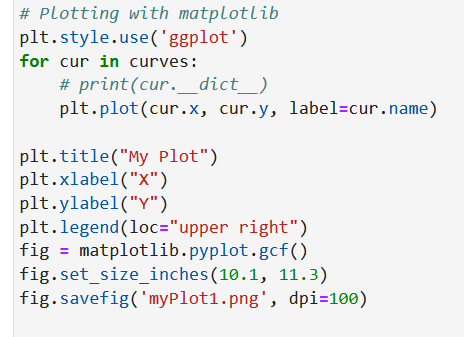 # Plotting with matplotlib
plt.style.use('ggplot')
for cur in curves:
    # print(cur.__dict__)
    plt.plot(cur.x, cur.y, label=cur.name)

plt.title("My Plot")
plt.xlabel("X")
plt.ylabel("Y")
plt.legend(loc="upper right")
fig = matplotlib.pyplot.gcf()
fig.set_size_inches(10.1, 11.3)
fig.savefig('myPlot1.png', dpi=100)